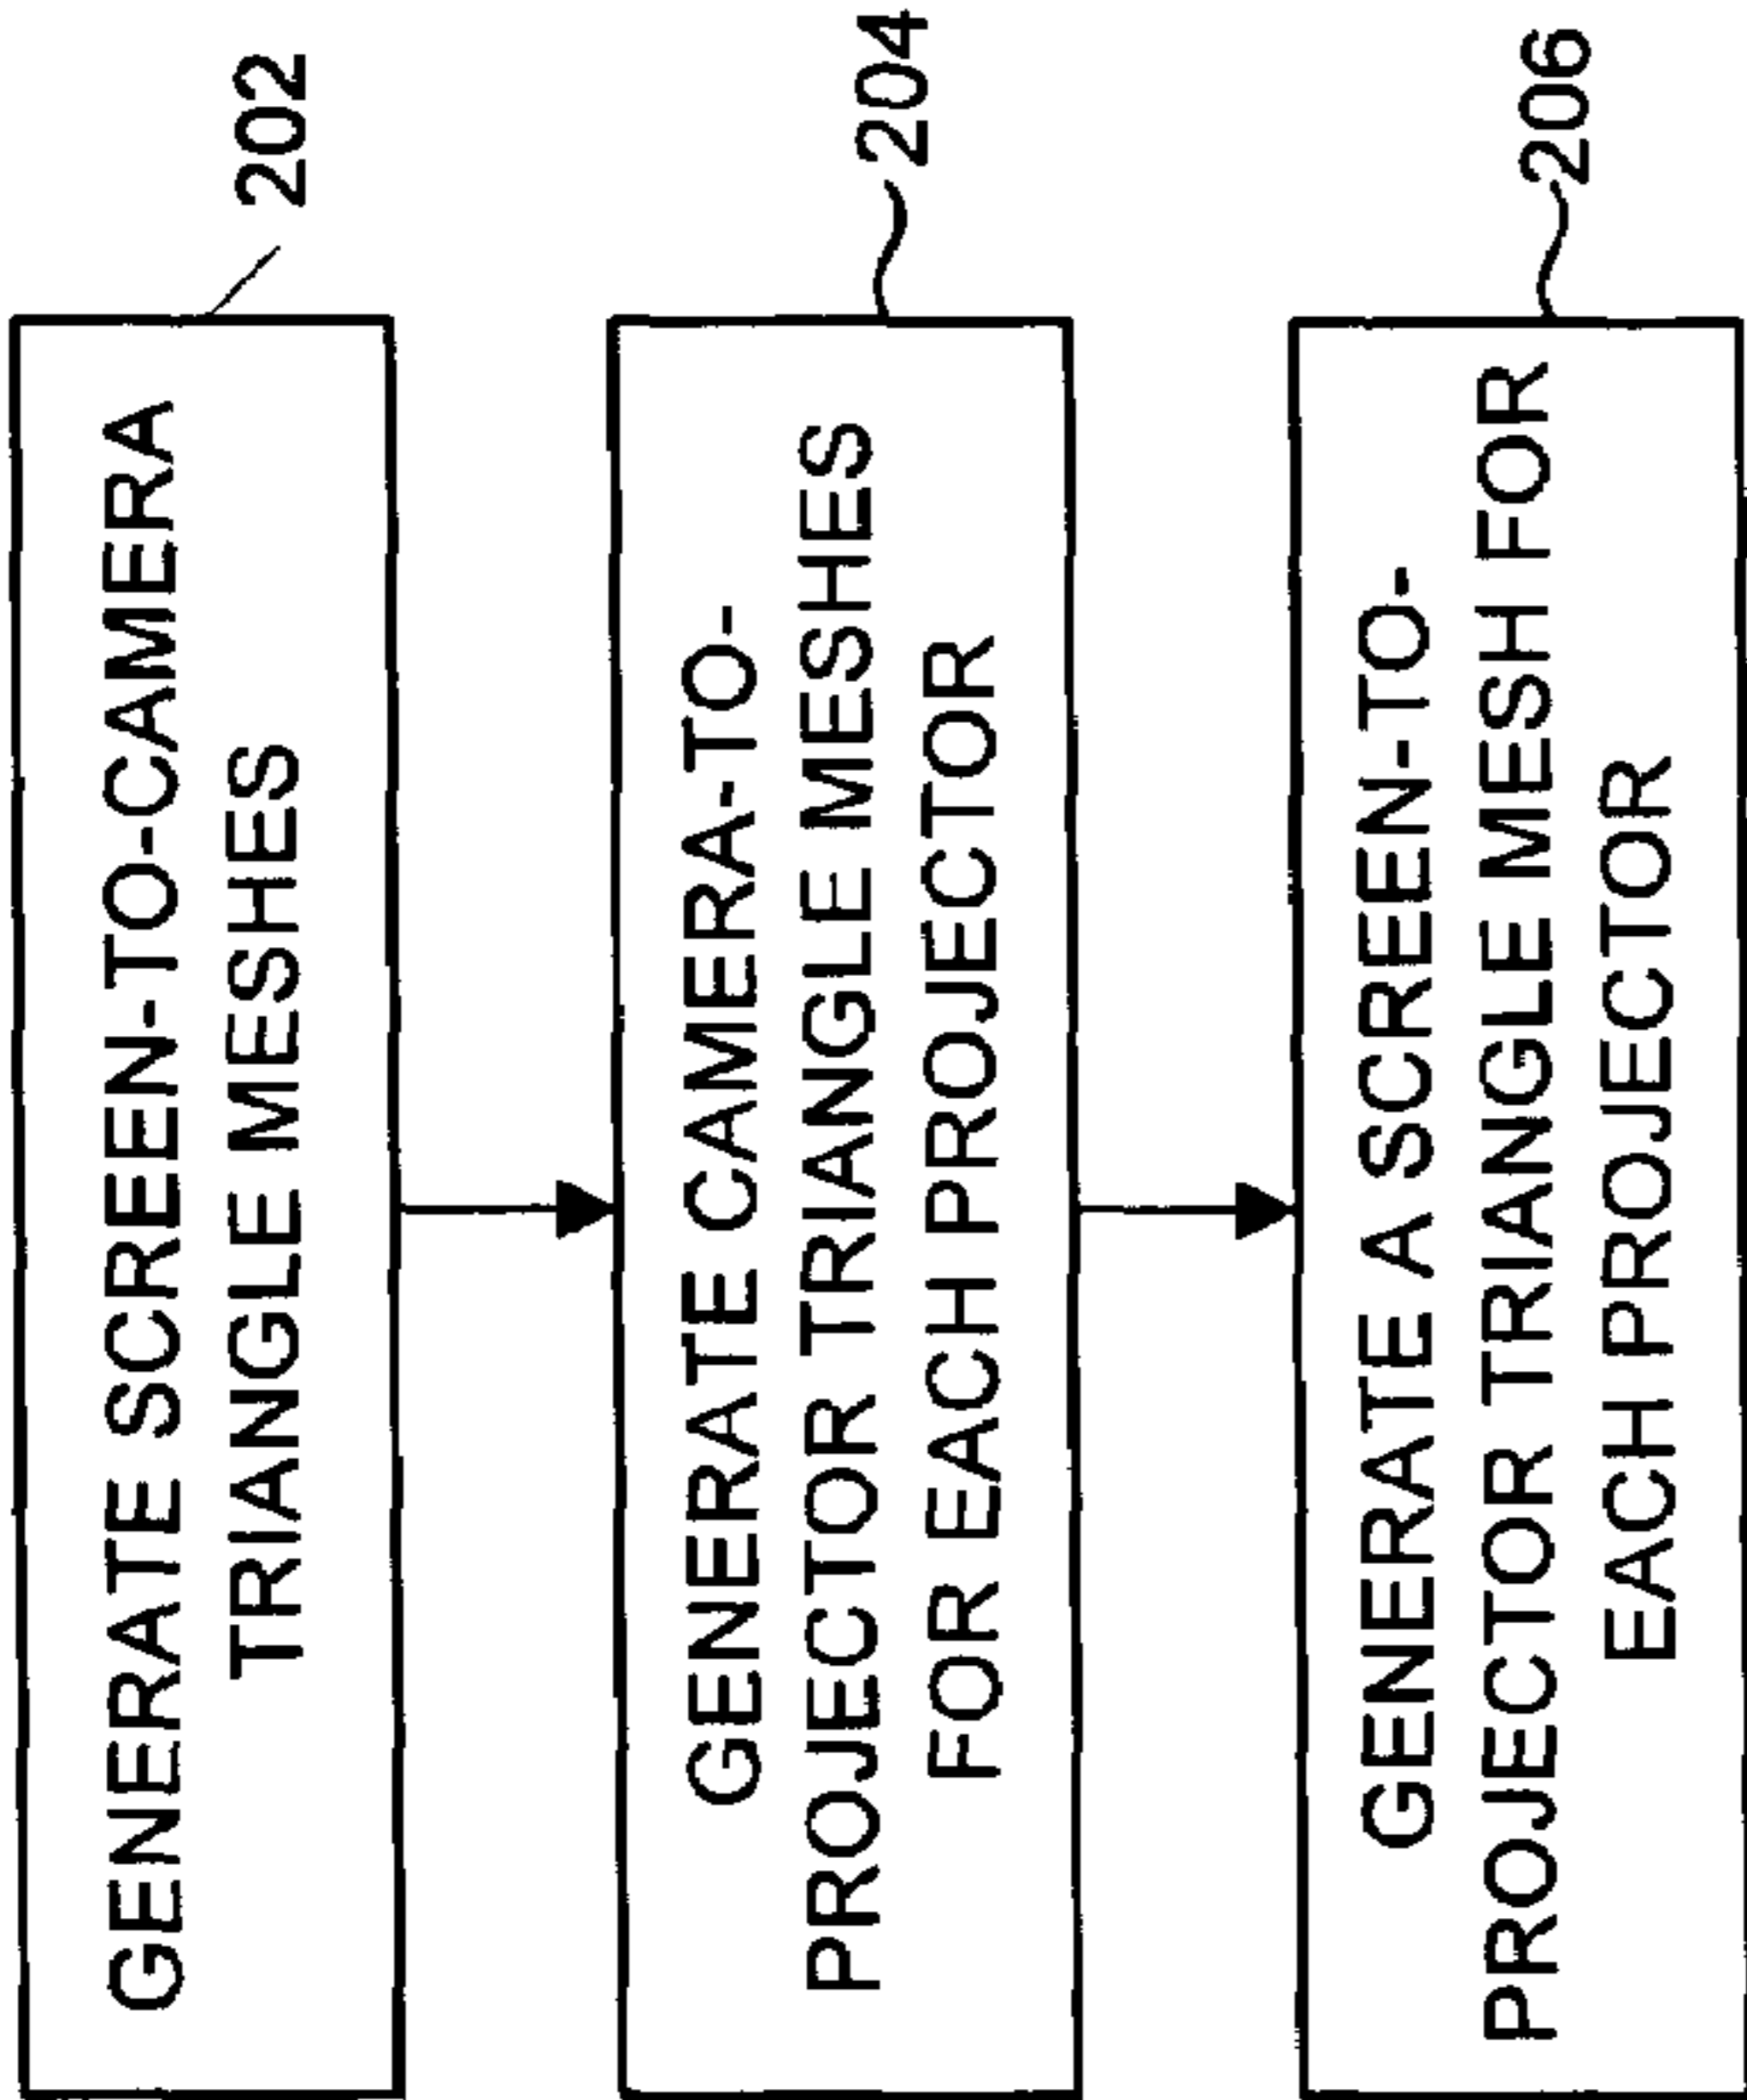 GENERATE SCREEN-TO-CAMERA
TRIANGLE MESHES
202
GENERATE CAMERA-TO-
PROJECTOR TRIANGLE MESHES
FOR EACH PROJECTOR
204
GENERATE A SCREEN-TO-
PROJECTOR TRIANGLE MESH FOR
EACH PROJECTOR
206